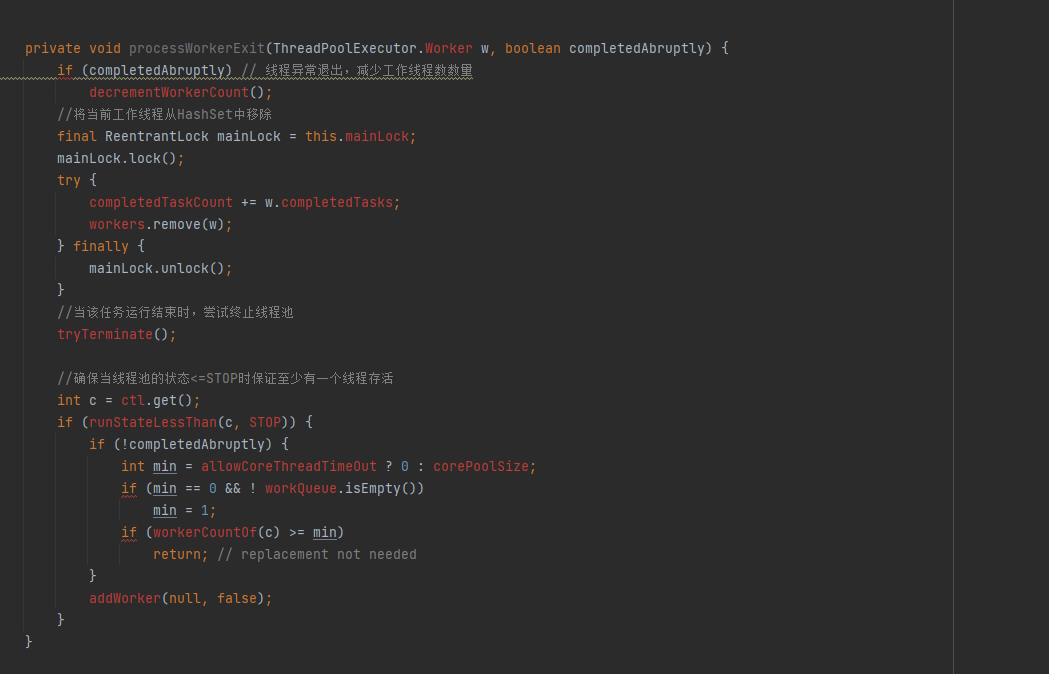 private void processWorkerExit(ThreadPoolExecutor.Worker w, boolean completedAbruptly) {
    if (completedAbruptly) // 线程异常退出，减少工作线程数数量
        decrementWorkerCount();
    //将当前工作线程从HashSet中移除
    final ReentrantLock mainLock = this.mainLock;
    mainLock.lock();
    try {
        completedTaskCount += w.completedTasks;
        workers.remove(w);
    } finally {
        mainLock.unlock();
    }
    //当该任务运行结束时，尝试终止线程池
    tryTerminate();
    //确保当线程池的状态<=STOP时保证至少有一个线程存活
    int c = ctl.get();
    if (runStateLessThan(c, STOP)) {
        if (!completedAbruptly) {
            int min = allowCoreThreadTimeOut ? 0 : corePoolSize;
            if (min == 0 && ! workQueue.isEmpty())
                min = 1;
            if (workerCountOf(c) >= min)
                return; // replacement not needed
        }
        addWorker(null, false);
    }
}